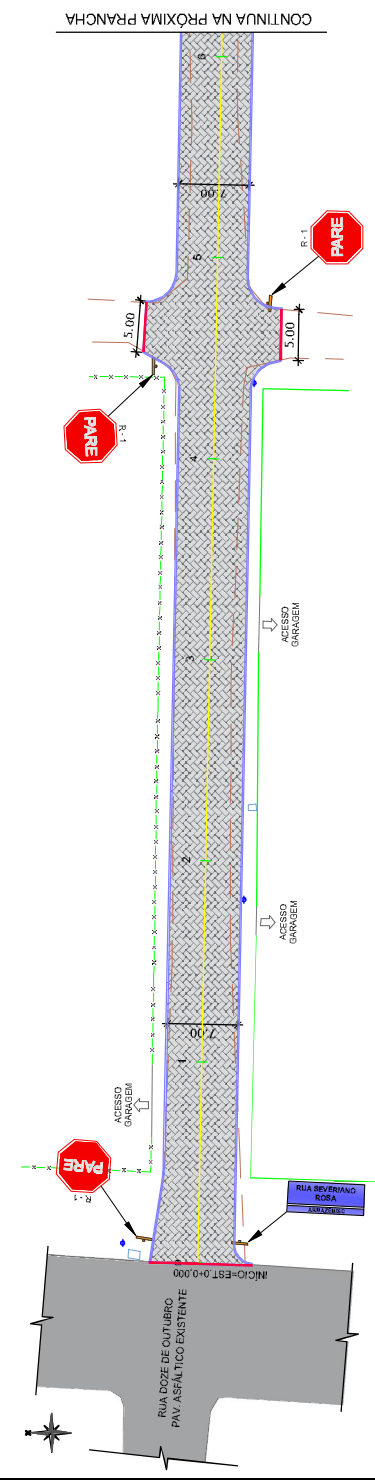 CONTINUA NA PRÓXIMA PRANCHA
6
7.00
5
R - 1
PARE
5.00
5.00
PARE
R - 1
4
ACESSO
GARAGEM
3
2
ACESSO
GARAGEM
7.00
1
ACESSO
GARAGEM
PARE
R - 1
RUA SEVERIANO
ROSA
0
INÍCIO=EST.0+0,000
RUA DOZE DE OUTUBRO
PAV. ASFÁLTICO EXISTENTE